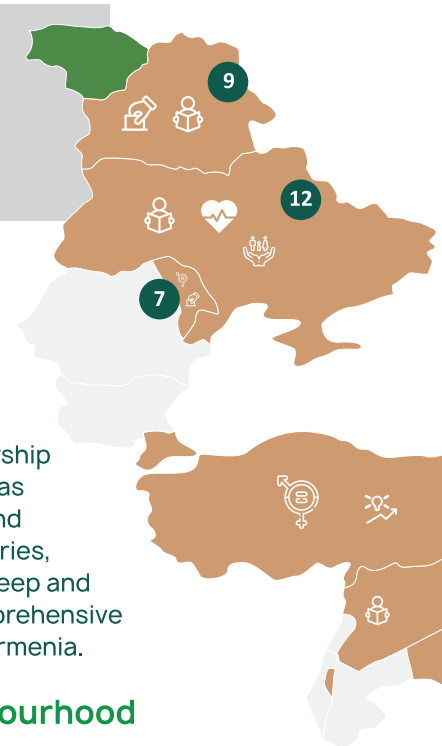 9
12
7
rship
as
nd
ries,
eep and
prehensive
rmenia.
ourhood